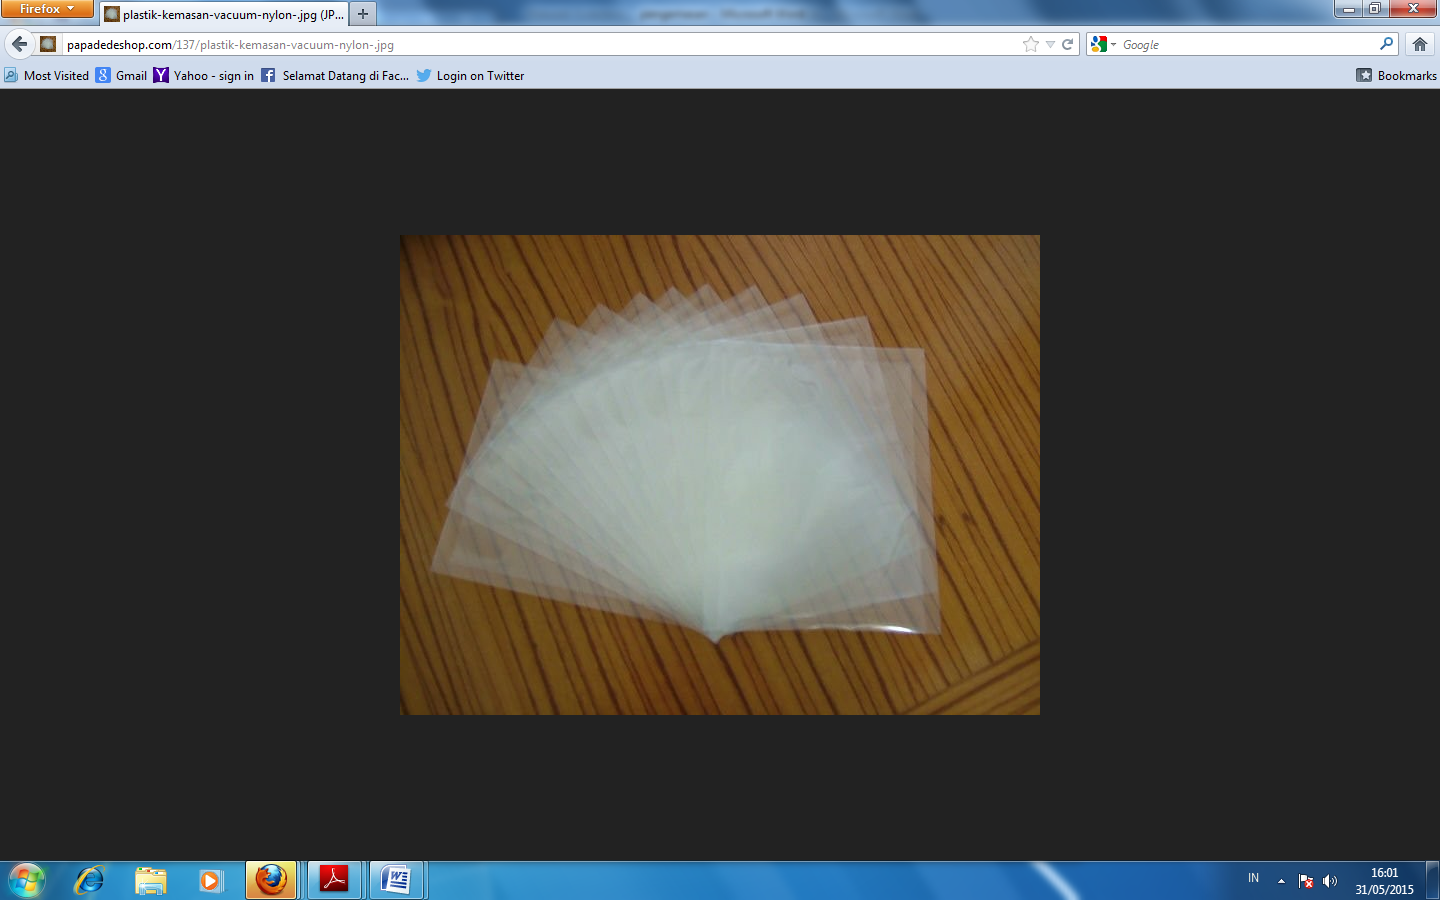 Firefox
plastik-kemasan-vacuum-nylon-.jpg (JP...
papadedeshop.com/137/plastik-kemasan-vacuum-nylon-.jpg
Google
Most Visited
Gmail
Yahoo - sign in
Selamat Datang di Fac...
Login on Twitter
Bookmarks
IN
16:01
31/05/2015